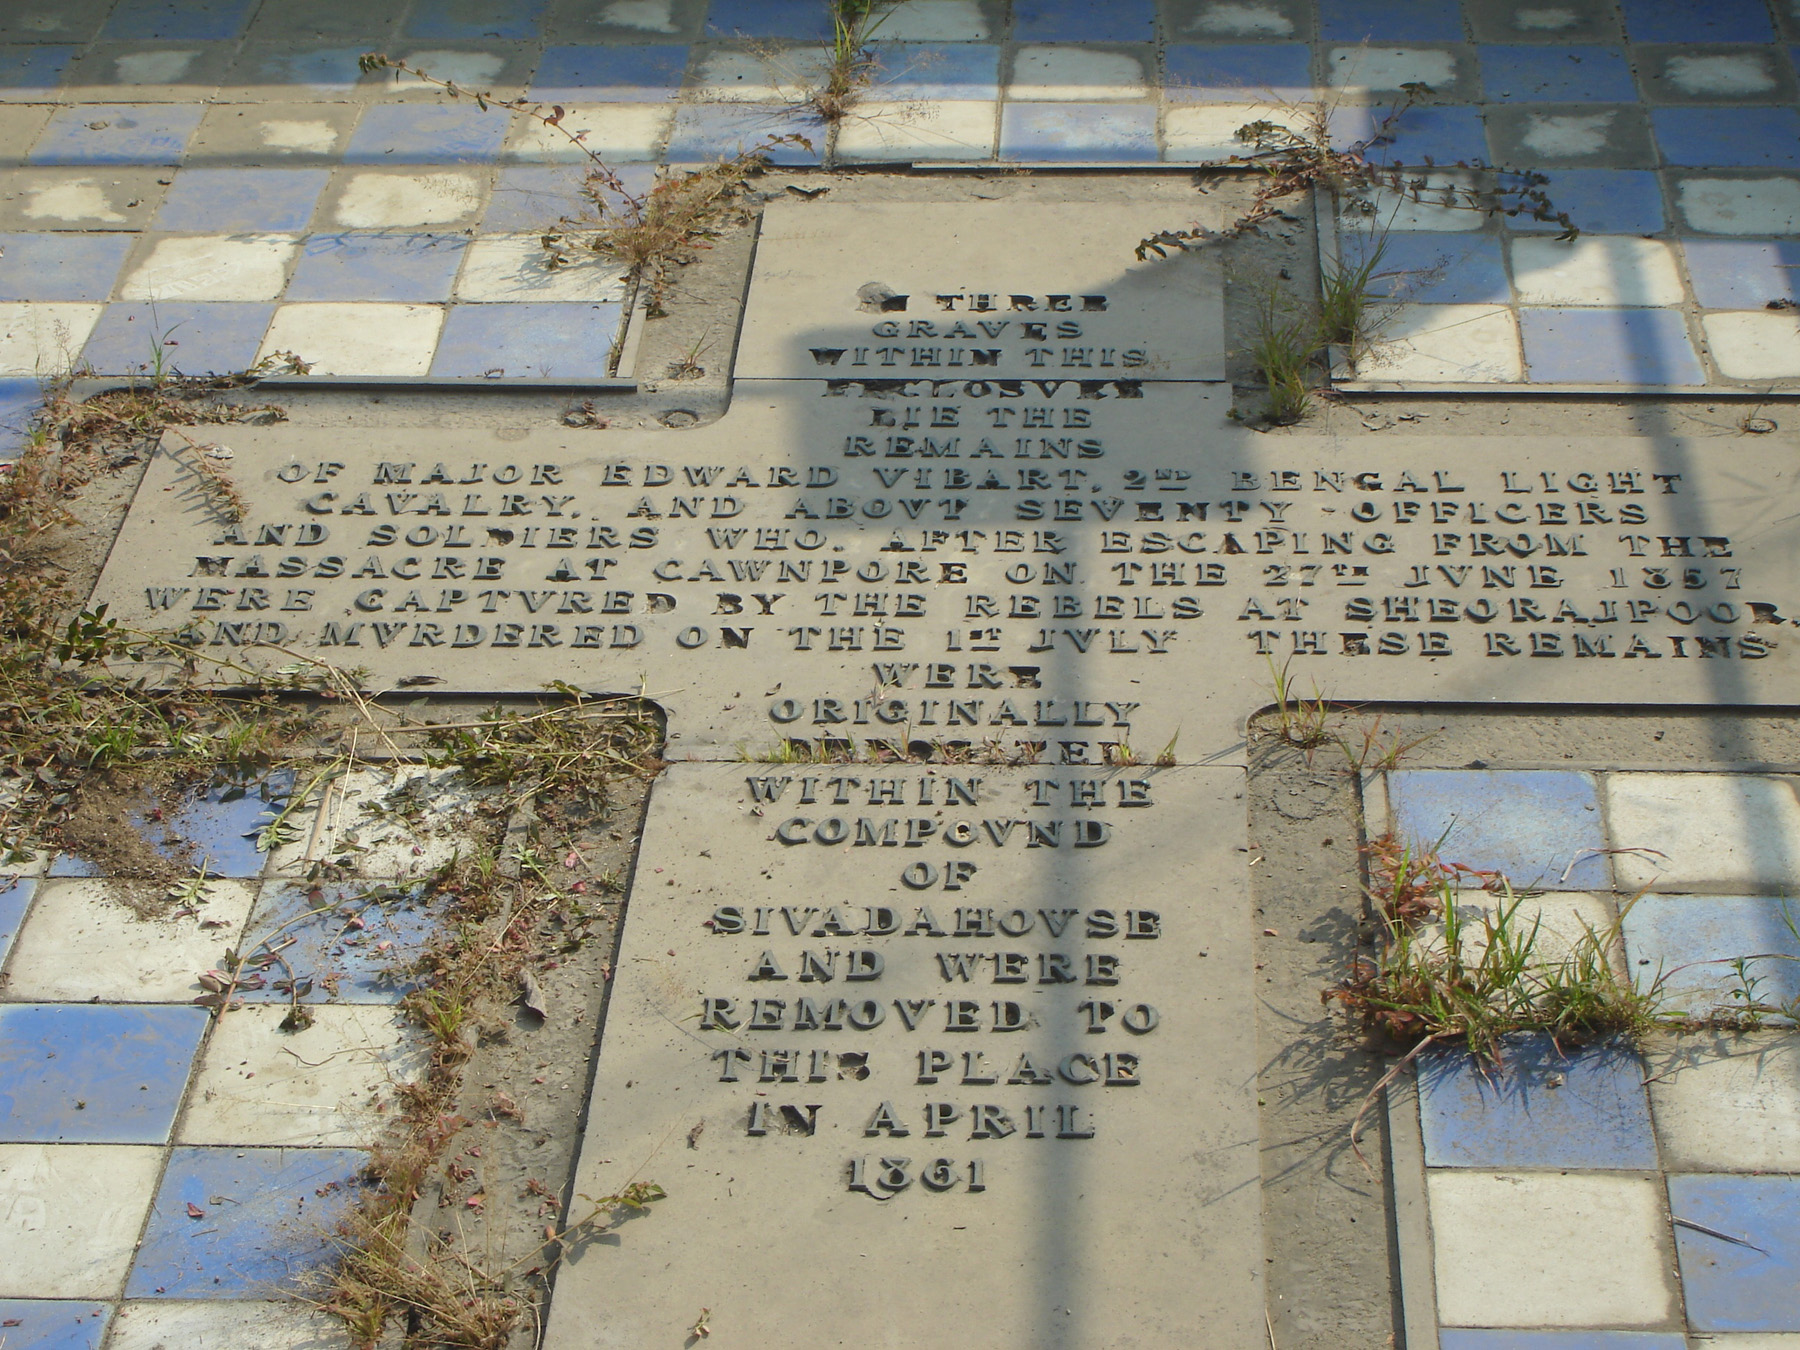 THREE
GRAVES
WITHIN THIS
ENCLOSVRE
LIE THE
REMAINS
OF MAJOR EDWARD VIBART, 2ND BENGAL LIGHT
CAVALRY, AND ABOVT SEVENTY OFFICERS
AND SOLDIERS WHO, AFTER ESCAPING FROM THE
MASSACRE AT CAWNPORE ON THE 27TH JVNE 1857
WERE CAPTVRED BY THE REBELS AT SHEORAJPOOR,
AND MVRDERED ON THE 1ST JVLY THESE REMAINS
WERE
ORIGINALLY
WITHIN THE
COMPOVND
OF
SIVADAHOVSE
AND WERE
REMOVED TO
THIS PLACE
IN APRIL
1861